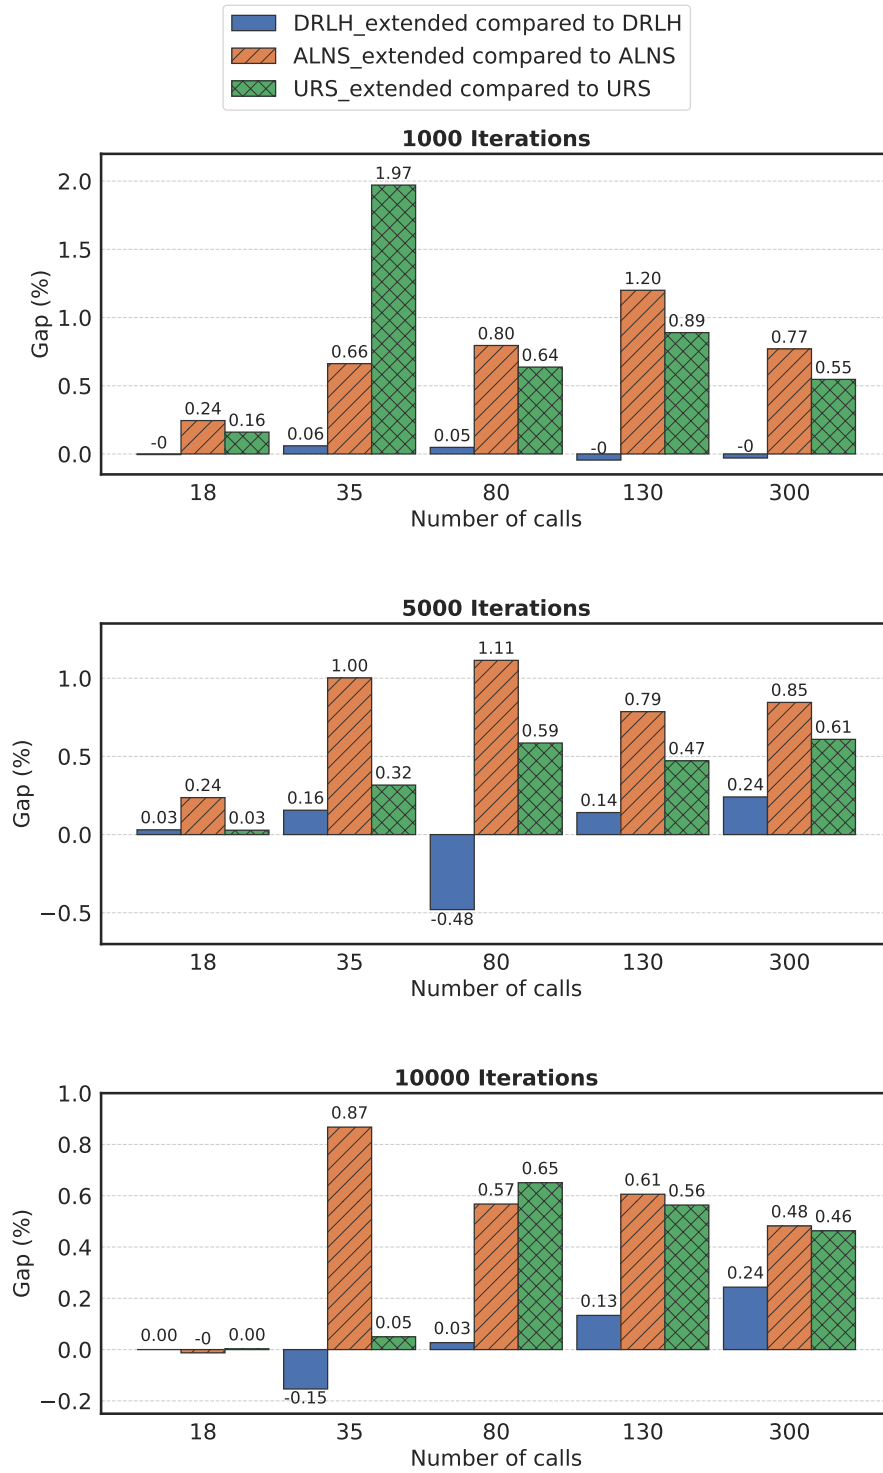 DRLH_extended compared to DRLH
ALNS_extended compared to ALNS
URS_extended compared to URS
1000 Iterations
Gap (%)
2.0
1.5
1.0
0.5
0.0
-0 0.24 0.16
0.06 0.66 1.97
0.05 0.80 0.64
-0 1.20 0.89
-0 0.77 0.55
18 35 80 130 300
Number of calls
5000 Iterations
Gap (%)
1.0
0.5
0.0
−0.5
0.03 0.24 0.03
0.16 1.00 0.32
-0.48 1.11 0.59
0.14 0.79 0.47
0.24 0.85 0.61
18 35 80 130 300
Number of calls
10000 Iterations
Gap (%)
1.0
0.8
0.6
0.4
0.2
0.0
−0.2
0.00 -0 0.00
-0.15 0.87 0.05
0.03 0.57 0.65
0.13 0.61 0.56
0.24 0.48 0.46
18 35 80 130 300
Number of calls